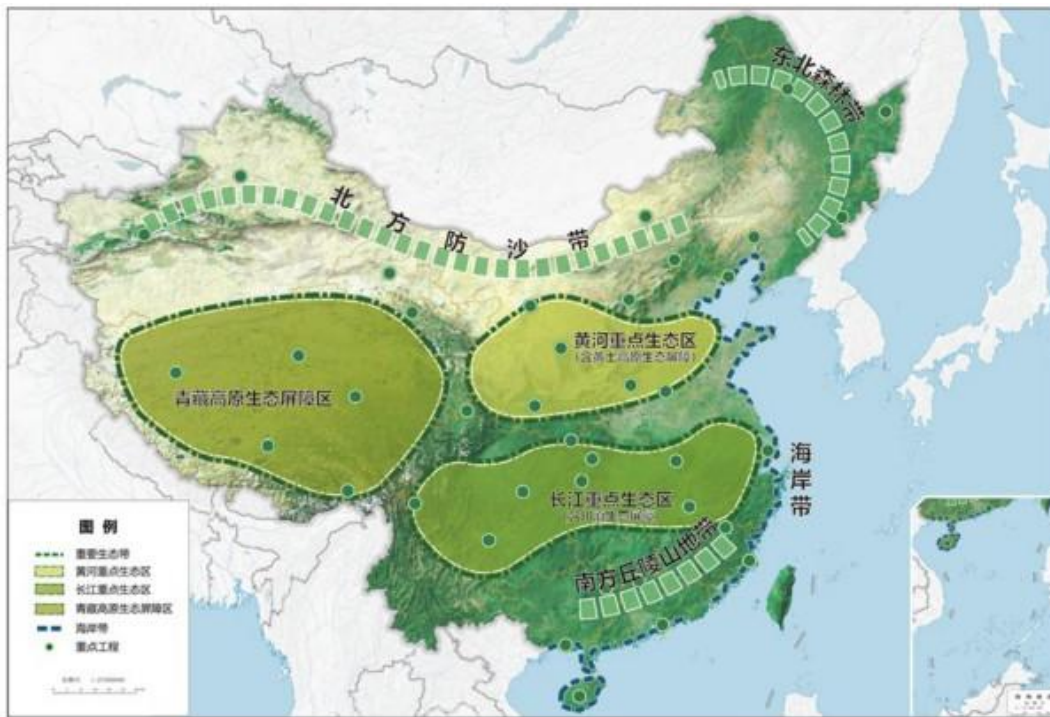 东北森林带
北方防沙带
黄河重点生态区
(含黄土高原生态屏障)
青藏高原生态屏障区
海岸带
长江重点生态区
南方丘陵山地带
图例
重要生态带
黄河重点生态区
长江重点生态区
青藏高原生态屏障区
海岸带
重点工程